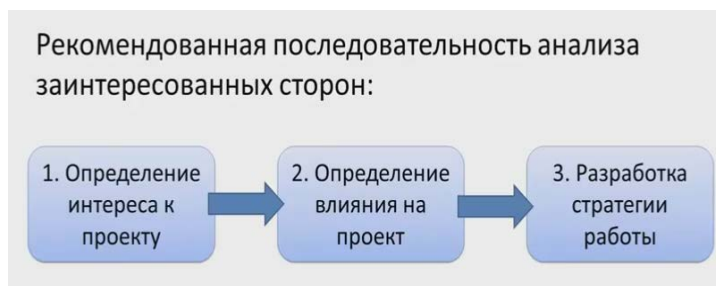 Рекомендованная последовательность анализа
заинтересованных сторон:
1. Определение
интереса к
проекту
2. Определение
влияния на
проект
3. Разработка
стратегии
работы